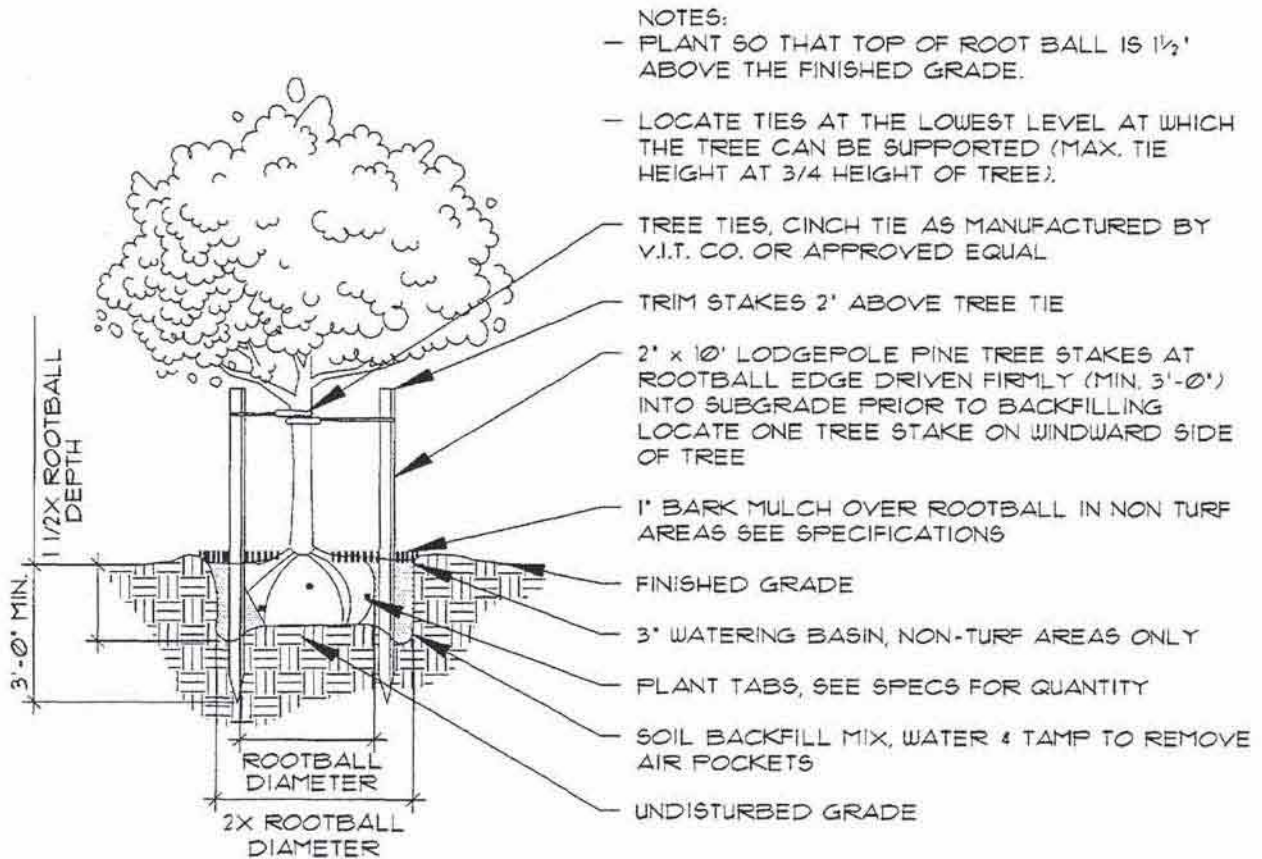 NOTES:
— PLANT SO THAT TOP OF ROOT BALL IS 1½"
ABOVE THE FINISHED GRADE.
— LOCATE TIES AT THE LOWEST LEVEL AT WHICH
THE TREE CAN BE SUPPORTED (MAX. TIE
HEIGHT AT 3/4 HEIGHT OF TREE).
TREE TIES, CINCH TIE AS MANUFACTURED BY
V.I.T. CO. OR APPROVED EQUAL
TRIM STAKES 2" ABOVE TREE TIE
2" x 10' LODGEPOLE PINE TREE STAKES AT
ROOTBALL EDGE DRIVEN FIRMLY (MIN. 3'-0")
INTO SUBGRADE PRIOR TO BACKFILLING
LOCATE ONE TREE STAKE ON WINDWARD SIDE
OF TREE
1" BARK MULCH OVER ROOTBALL IN NON TURF
AREAS SEE SPECIFICATIONS
FINISHED GRADE
3" WATERING BASIN, NON-TURF AREAS ONLY
PLANT TABS, SEE SPECS FOR QUANTITY
SOIL BACKFILL MIX, WATER & TAMP TO REMOVE
AIR POCKETS
UNDISTURBED GRADE
1 1/2X ROOTBALL
DEPTH
3'-0" MIN.
ROOTBALL
DIAMETER
2X ROOTBALL
DIAMETER